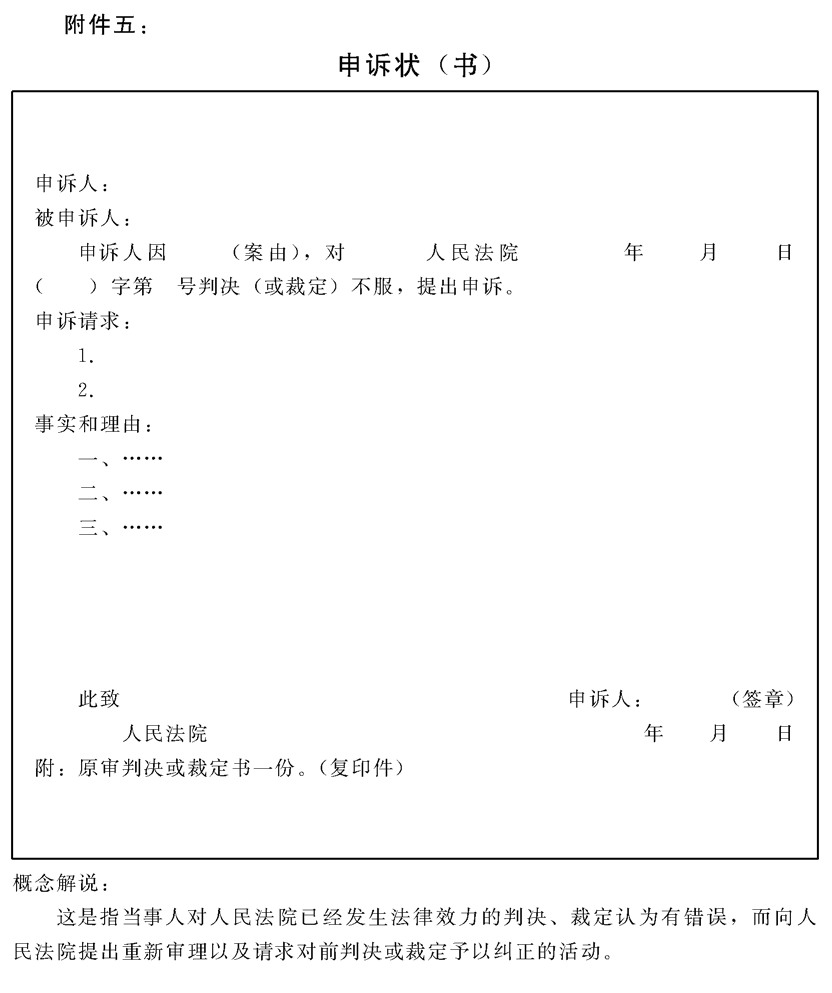 附件五：
申诉状（书）
申诉人：
被申诉人：
申诉人因　　（案由），对　　　人民法院　　　　年　　月　　日
（　　）字第　号判决（或裁定）不服，提出申诉。
申诉请求：
1.
2.
事实和理由：
一、……
二、……
三、……
此致　　　　　　　　　　申诉人：　　　（签章）
人民法院　　　　　　　　　　年　　月　　日
附：原审判决或裁定书一份。（复印件）
概念解说：
这是指当事人对人民法院已经发生法律效力的判决、裁定认为有错误，而向人
民法院提出重新审理以及请求对前判决或裁定予以纠正的活动。